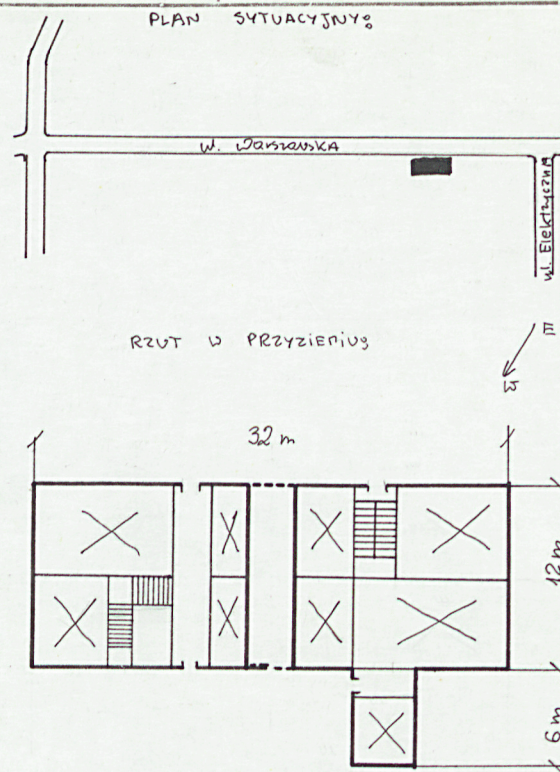 PLAN SYTUACYJNY:
ul. Warszawska
ul. Elektryczna
RZUT W PRZYZIEMIU:
E
W
32 m
12 m
6 m